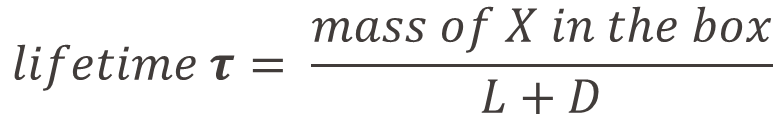 lifetime τ = mass of X in the box
L + D